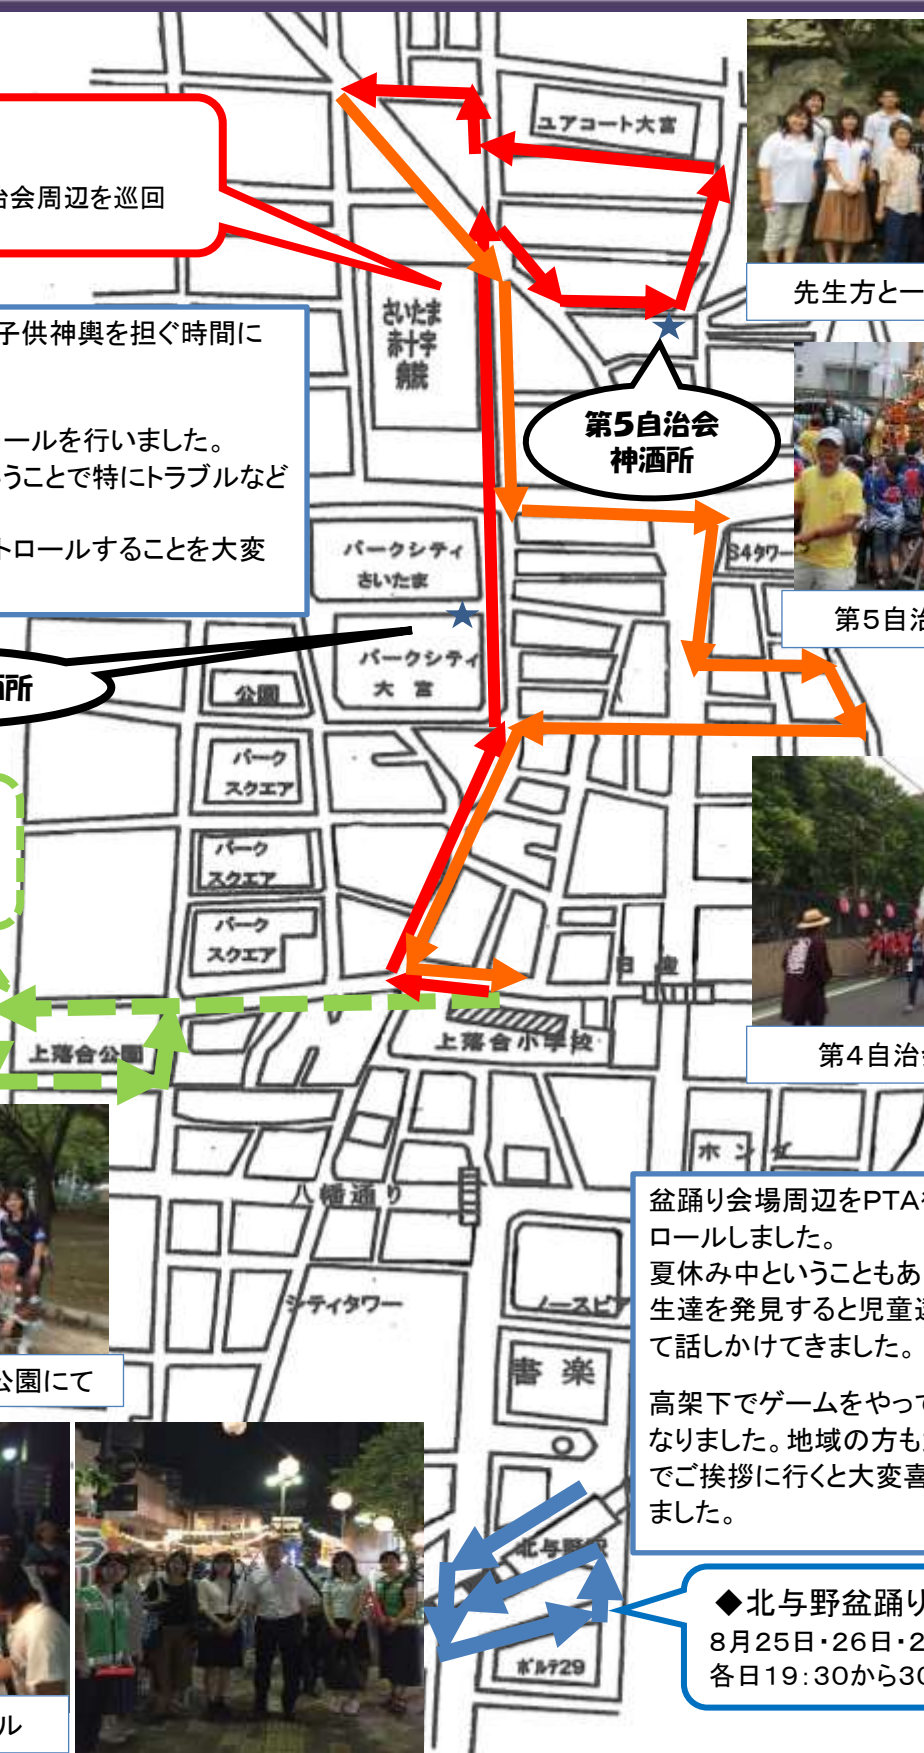 ユアコート大宮
治会周辺を巡回
先生方と一
さいたま
赤十字
病院
子供神輿を担ぐ時間に
ロールを行いました。
うことで特にトラブルなど
トロールすることを大変
第5自治会
神酒所
パークシティ
さいたま
S4タワー
第5自治
パークシティ
大宮
酒所
公園
パーク
スクエア
パーク
スクエア
パーク
スクエア
上落合公園
上落合小学校
第4自治会
ホンダ
八幡通り
シティタワー
ノースピア
書楽
公園にて
盆踊り会場周辺をPTA
ロールしました。
夏休み中ということもあ
生達を発見すると児童達
て話しかけてきました。
高架下でゲームをやって
なりました。地域の方も
でご挨拶に行くと大変喜
ました。
北与野駅
ポルテ29
◆北与野盆踊り
8月25日・26日・2
各日19:30から30
ル